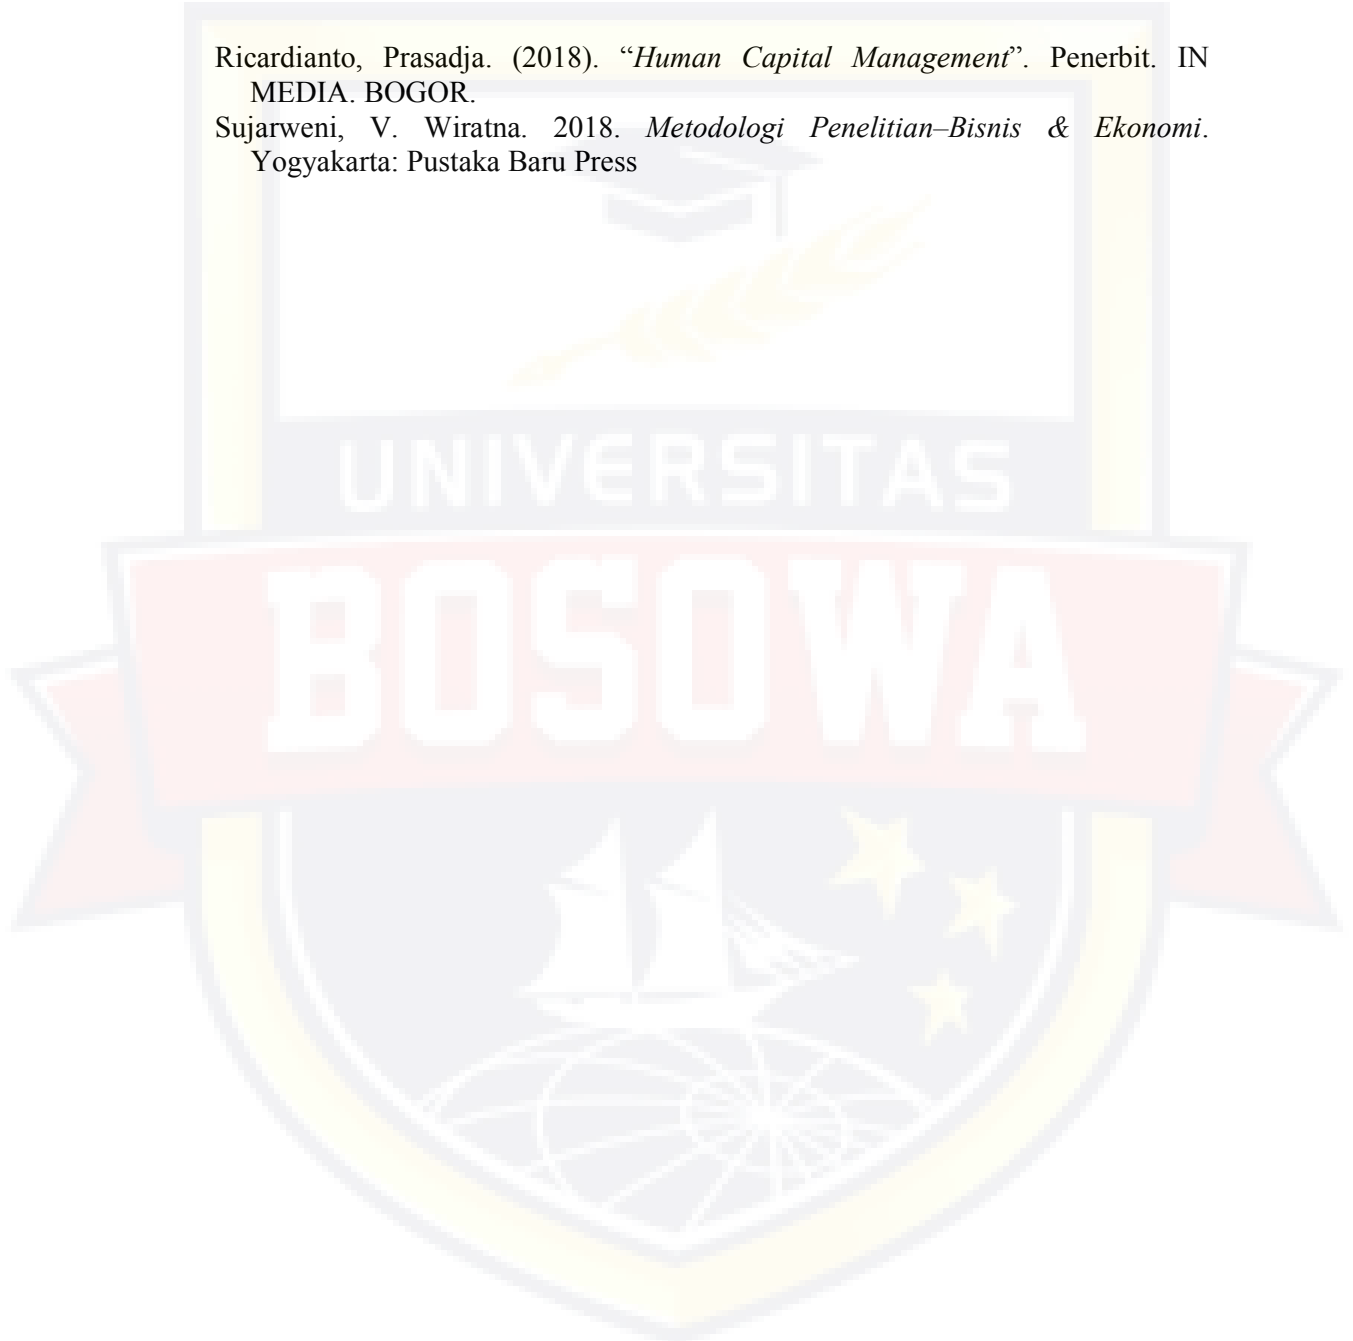 Ricardianto, Prasadja. (2018). “Human Capital Management”. Penerbit. IN
MEDIA. BOGOR.
Sujarweni, V. Wiratna. 2018. Metodologi Penelitian–Bisnis & Ekonomi.
Yogyakarta: Pustaka Baru Press
UNIVERSITAS
BOSOWA